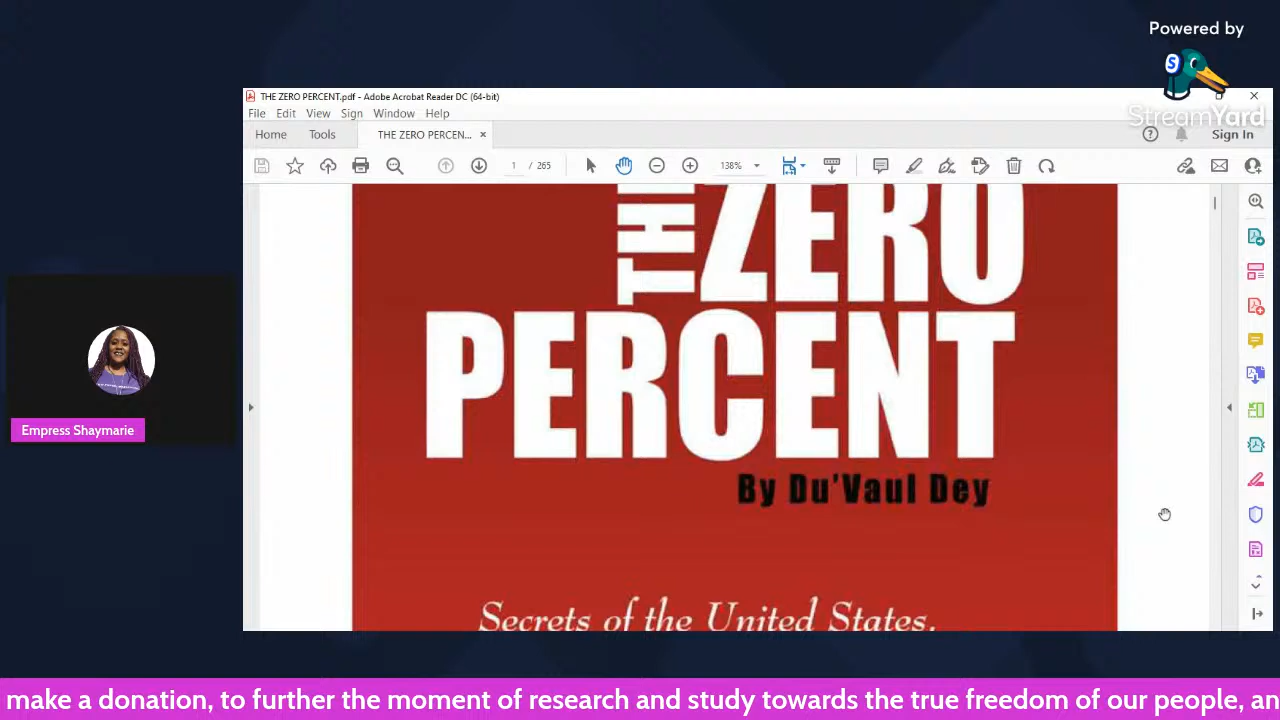 Powered by
StreamYard
THE ZERO PERCENT.pdf - Adobe Acrobat Reader DC (64-bit)
File Edit View Sign Window Help
Home Tools THE ZERO PERCEN... × Sign In
1 / 265 138%
THE ZERO
PERCENT
By Du'Vaul Dey
Secrets of the United States,
Empress Shaymarie
make a donation, to further the moment of research and study towards the true freedom of our people, an